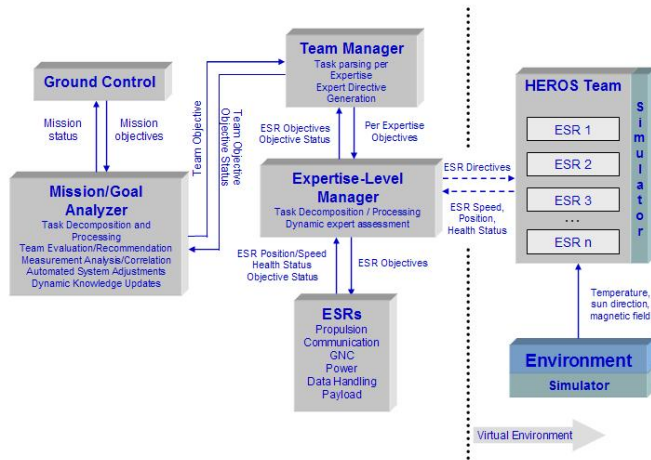 Ground Control
Mission
status
Mission
objectives
Mission/Goal
Analyzer
Task Decomposition and
Processing
Team Evaluation/Recommendation
Measurement Analysis/Correlation
Automated System Adjustments
Dynamic Knowledge Updates
Team Objective
Team Objective
Objective Status
Team Manager
Task parsing per
Expertise
Expert Directive
Generation
ESR Objectives
Objective Status
Per Expertise
Objectives
Expertise-Level
Manager
Task Decomposition / Processing
Dynamic expert assessment
ESR Position/Speed
Health Status
Objective Status
ESR Objectives
ESRs
Propulsion
Communication
GNC
Power
Data Handling
Payload
ESR Directives
ESR Speed,
Position,
Health Status
HEROS Team
ESR 1
ESR 2
ESR 3
...
ESR n
Simulator
Temperature,
sun direction,
magnetic field
Environment
Simulator
Virtual Environment